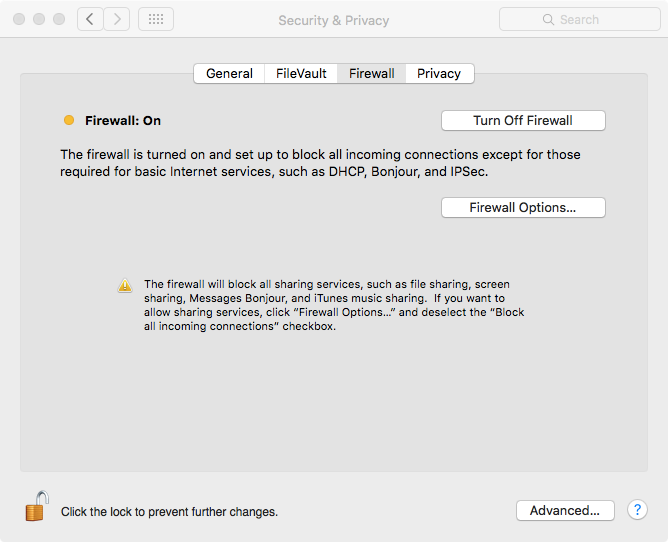 Security & Privacy
Search
General FileVault Firewall Privacy
Firewall: On
Turn Off Firewall
The firewall is turned on and set up to block all incoming connections except for those
required for basic Internet services, such as DHCP, Bonjour, and IPSec.
Firewall Options...
The firewall will block all sharing services, such as file sharing, screen
sharing, Messages Bonjour, and iTunes music sharing.  If you want to
allow sharing services, click “Firewall Options...” and deselect the “Block
all incoming connections” checkbox.
Click the lock to prevent further changes.
Advanced...
?